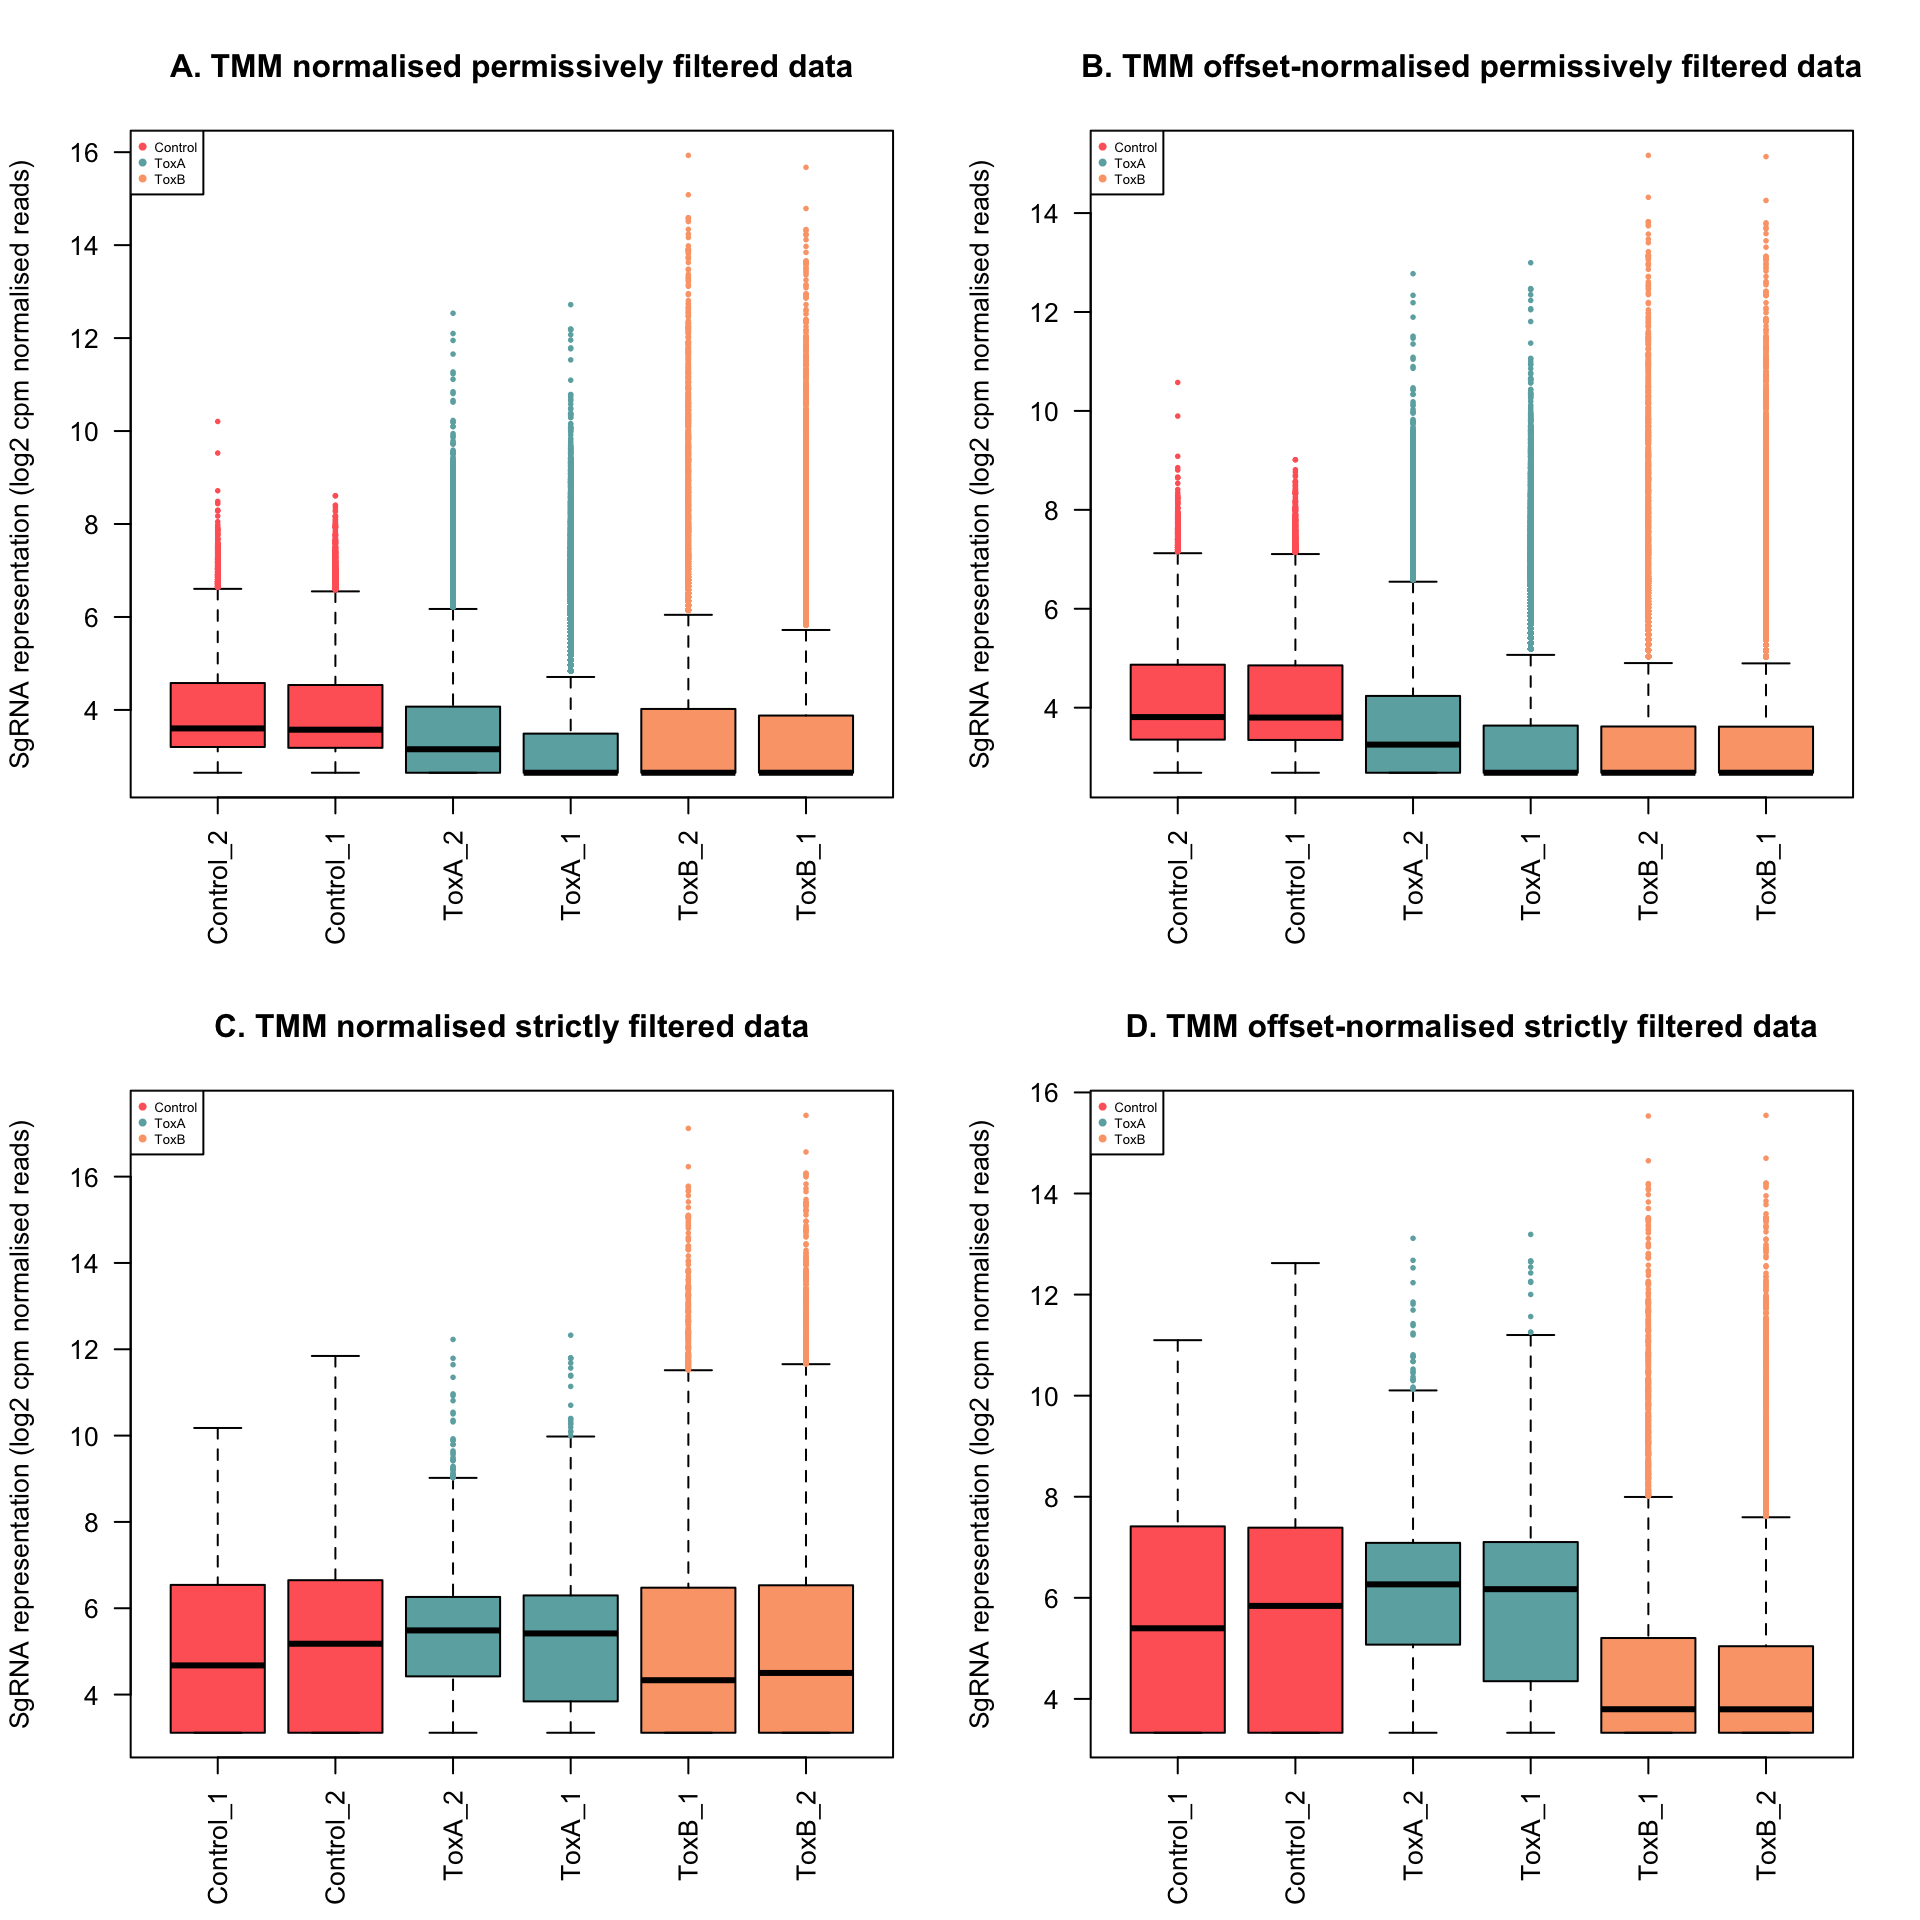 A. TMM normalised permissively filtered data
SgRNA representation (log2 cpm normalised reads)
16
14
12
10
8
6
4
Control
ToxA
ToxB
Control_2
Control_1
ToxA_2
ToxA_1
ToxB_2
ToxB_1
B. TMM offset-normalised permissively filtered data
SgRNA representation (log2 cpm normalised reads)
14
12
10
8
6
4
Control
ToxA
ToxB
Control_2
Control_1
ToxA_2
ToxA_1
ToxB_2
ToxB_1
C. TMM normalised strictly filtered data
SgRNA representation (log2 cpm normalised reads)
16
14
12
10
8
6
4
Control
ToxA
ToxB
Control_1
Control_2
ToxA_2
ToxA_1
ToxB_1
ToxB_2
D. TMM offset-normalised strictly filtered data
SgRNA representation (log2 cpm normalised reads)
16
14
12
10
8
6
4
Control
ToxA
ToxB
Control_1
Control_2
ToxA_2
ToxA_1
ToxB_1
ToxB_2